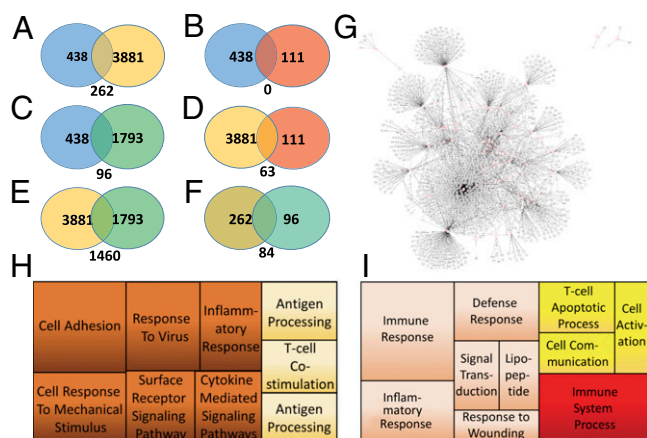 A
438
3881
262
B
438
111
0
G
C
438
1793
96
D
3881
111
63
E
3881
1793
1460
F
262
96
84
H
Cell Adhesion
Response
To Virus
Inflamm-
atory
Response
Antigen
Processing
T-cell
Co-
stimulation
Cell Response
To Mechanical
Stimulus
Surface
Receptor
Signaling
Pathway
Cytokine
Mediated
Signaling
Pathways
Antigen
Processing
I
Immune
Response
Defense
Response
T-cell
Apoptotic
Process
Cell
Activ-
ation
Signal
Trans-
duction
Lipo-
pep-
tide
Cell Com-
munication
Inflam-
matory
Response
Response to
Wounding
Immune
System
Process